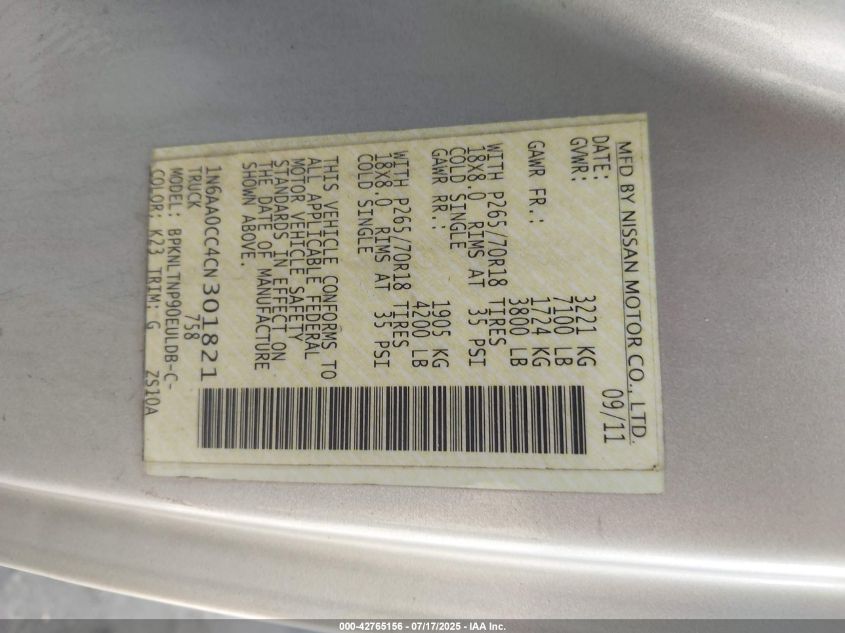 MFD BY NISSAN MOTOR CO., LTD.
DATE: 09/11
GVWR: 3221 KG
7100 LB
GAWR FR.: 1724 KG
3800 LB
WITH P265/70R18 TIRES
18X8.0 RIMS AT 35 PSI
COLD SINGLE
GAWR RR.: 1905 KG
4200 LB
WITH P265/70R18 TIRES
18X8.0 RIMS AT 35 PSI
COLD SINGLE
THIS VEHICLE CONFORMS TO
ALL APPLICABLE FEDERAL
MOTOR VEHICLE SAFETY
STANDARDS IN EFFECT ON
THE DATE OF MANUFACTURE
SHOWN ABOVE.
1N6AA0CC4CN301821
TRUCK 758
MODEL: BPKNLTNP90EULDB-C-
COLOR: K23 TRIM: G ZS10A
000-42765156 - 07/17/2025 - IAA Inc.